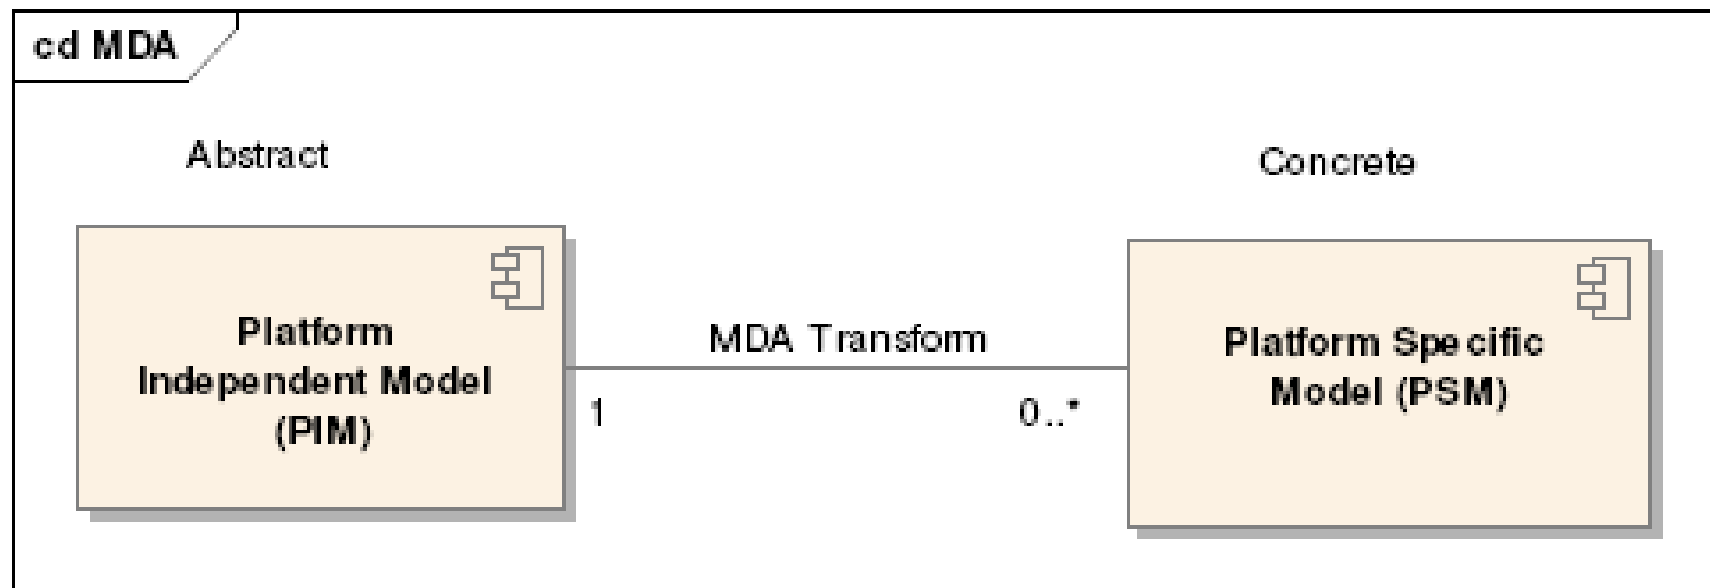 cd MDA
Abstract
Concrete
Platform
Independent Model
(PIM)
MDA Transform
1
0..*
Platform Specific
Model (PSM)